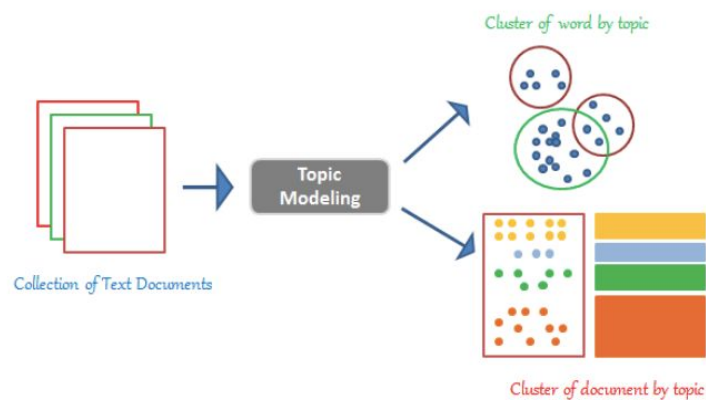 Cluster of word by topic
Topic
Modeling
Collection of Text Documents
Cluster of document by topic